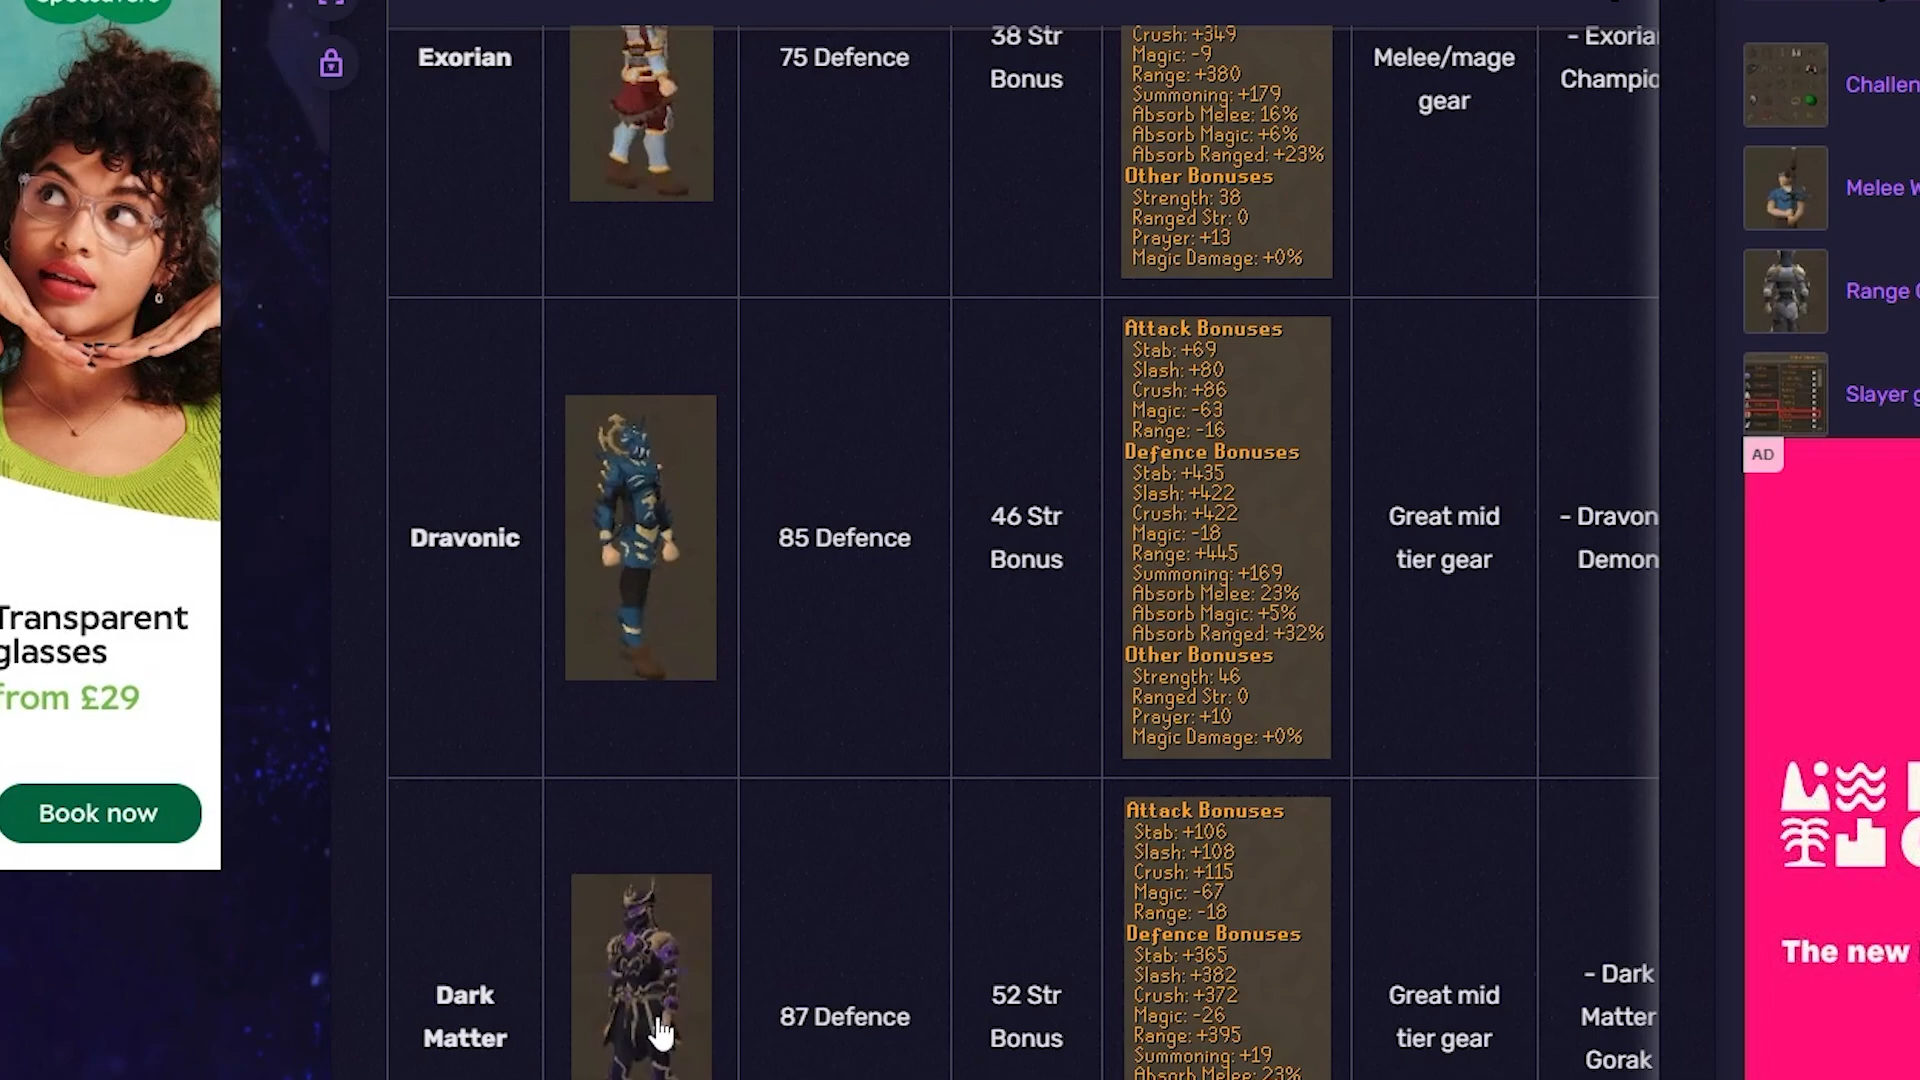 Exorian
75 Defence
38 Str
Bonus
Crush: +349
Magic: -9
Range: +380
Summoning: +179
Absorb Melee: 16%
Absorb Magic: +6%
Absorb Ranged: +23%
Other Bonuses
Strength: 38
Ranged Str: 0
Prayer: +13
Magic Damage: +0%
Melee/mage
gear
- Exoria
Champio
Dravonic
85 Defence
46 Str
Bonus
Attack Bonuses
Stab: +69
Slash: +80
Crush: +86
Magic: -63
Range: -16
Defence Bonuses
Stab: +435
Slash: +422
Crush: +422
Magic: -18
Range: +445
Summoning: +169
Absorb Melee: 23%
Absorb Magic: +5%
Absorb Ranged: +32%
Other Bonuses
Strength: 46
Ranged Str: 0
Prayer: +10
Magic Damage: +0%
Great mid
tier gear
- Dravon
Demon
Dark
Matter
87 Defence
52 Str
Bonus
Attack Bonuses
Stab: +106
Slash: +108
Crush: +115
Magic: -67
Range: -18
Defence Bonuses
Stab: +365
Slash: +382
Crush: +372
Magic: -26
Range: +395
Summoning: +19
Absorb Melee: 23%
Great mid
tier gear
- Dark
Matter
Gorak
Transparent
glasses
from £29
Book now
Challen
Melee W
Range
Slayer g
AD
The new